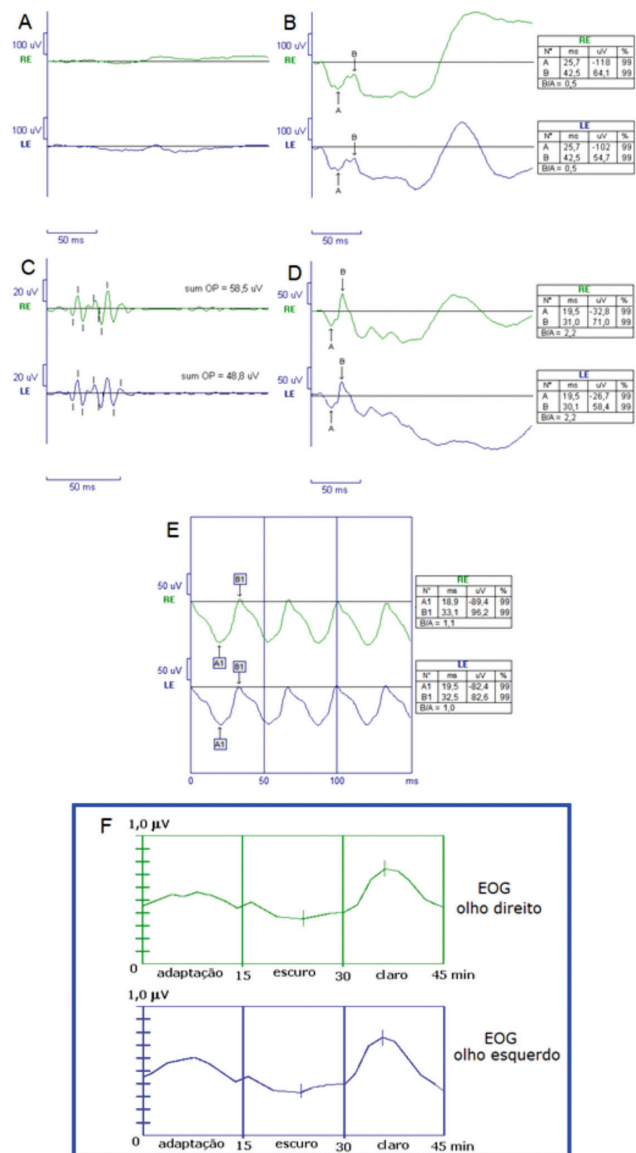 A
100 uV
RE
100 uV
LE
50 ms
B
100 uV
RE
B
A
100 uV
LE
B
A
50 ms
RE
N° ms uV %
A 25,7 -118 99
B 42,5 64,1 99
B/A = 0,5
LE
N° ms uV %
A 25,7 -102 99
B 42,5 54,7 99
B/A = 0,5
C
20 uV
RE
sum OP = 58,5 uV
20 uV
LE
sum OP = 48,8 uV
50 ms
D
50 uV
RE
B
A
50 uV
LE
B
A
50 ms
RE
N° ms uV %
A 19,5 -32,8 99
B 31,0 71,0 99
B/A = 2,2
LE
N° ms uV %
A 19,5 -26,7 99
B 30,1 58,4 99
B/A = 2,2
E
50 uV
RE
B1
A1
50 uV
LE
B1
A1
0 50 100 ms
RE
N° ms uV %
A1 18,9 -89,4 99
B1 33,1 96,2 99
B/A = 1,1
LE
N° ms uV %
A1 19,5 -82,4 99
B1 32,5 82,6 99
B/A = 1,0
F
1,0 µV
EOG
olho direito
0 adaptação 15 escuro 30 claro 45 min
1,0 µV
EOG
olho esquerdo
0 adaptação 15 escuro 30 claro 45 min